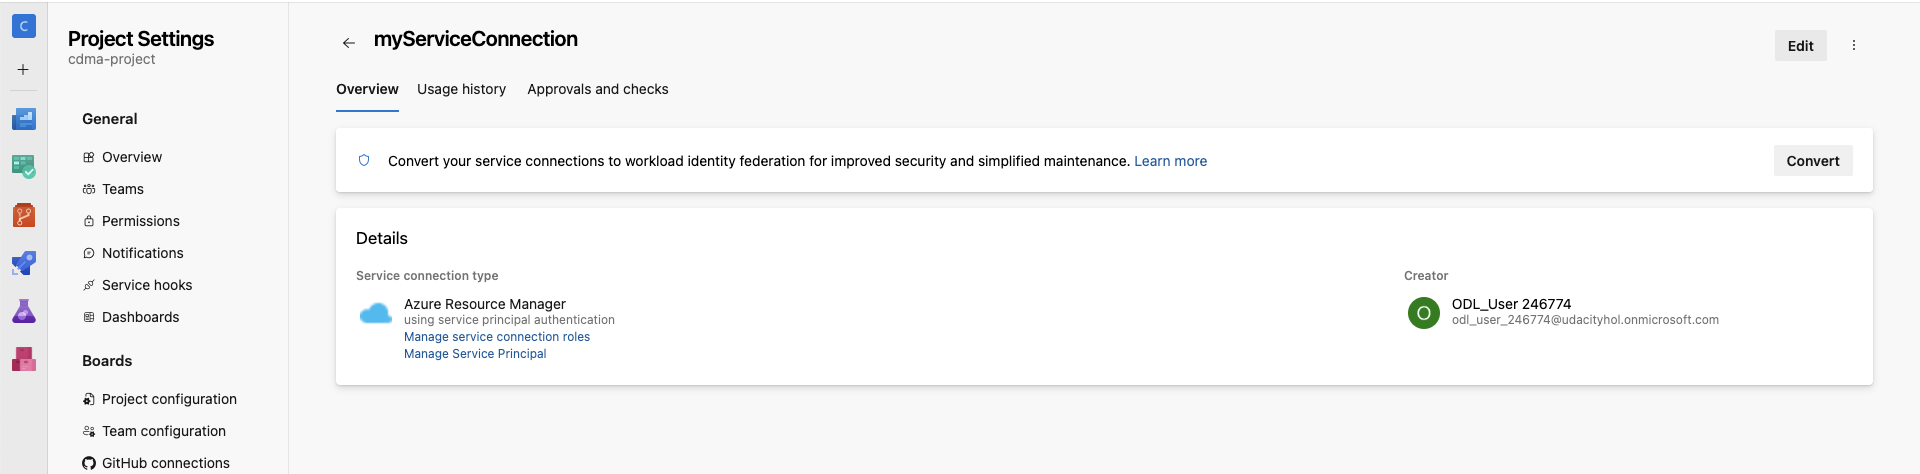 C
Project Settings
cdma-project
General
Overview
Teams
Permissions
Notifications
Service hooks
Dashboards
Boards
Project configuration
Team configuration
GitHub connections
myServiceConnection
Edit
Overview Usage history Approvals and checks
Convert your service connections to workload identity federation for improved security and simplified maintenance. Learn more
Convert
Details
Service connection type
Azure Resource Manager
using service principal authentication
Manage service connection roles
Manage Service Principal
Creator
O
ODL_User 246774
odl_user_246774@udacityhol.onmicrosoft.com